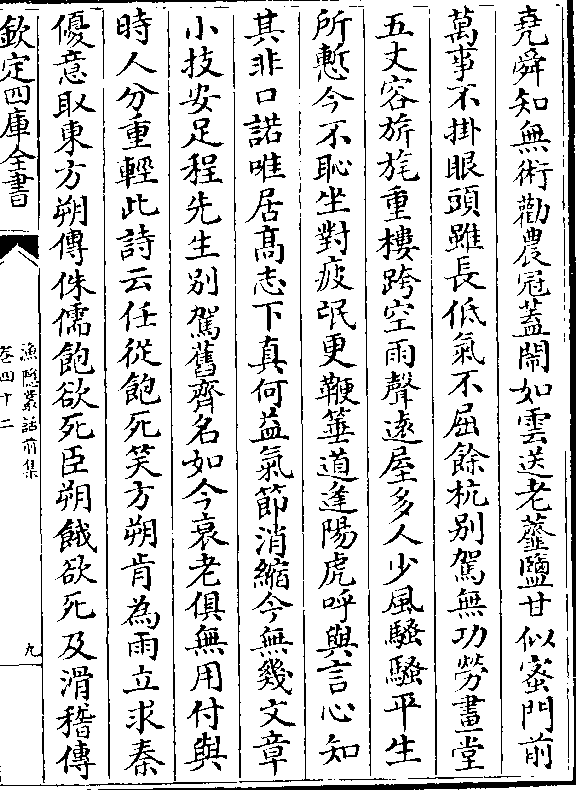 堯舜知無術勸農冠蓋閙如雲送老虀鹽甘似蜜門前
萬事不掛眼頭雖長低氣不屈餘杭别駕無功勞畫堂
五丈容旂旄重樓跨空雨聲逺屋多人少風騷騷平生
所慙今不恥坐對疲氓更鞭箠道逢陽虎呼與言心知
其非口諾唯居髙志下真何益氣節消縮今無幾文章
小技安足程先生别駕舊齊名如今衰老俱無用付與
時人分重輕此詩云任從飽死笑方朔肯為雨立求秦
優意取東方朔傳侏儒飽欲死臣朔餓欲死及滑稽傳
欽定四庫全書
漁隱叢話前集
卷四十二
九